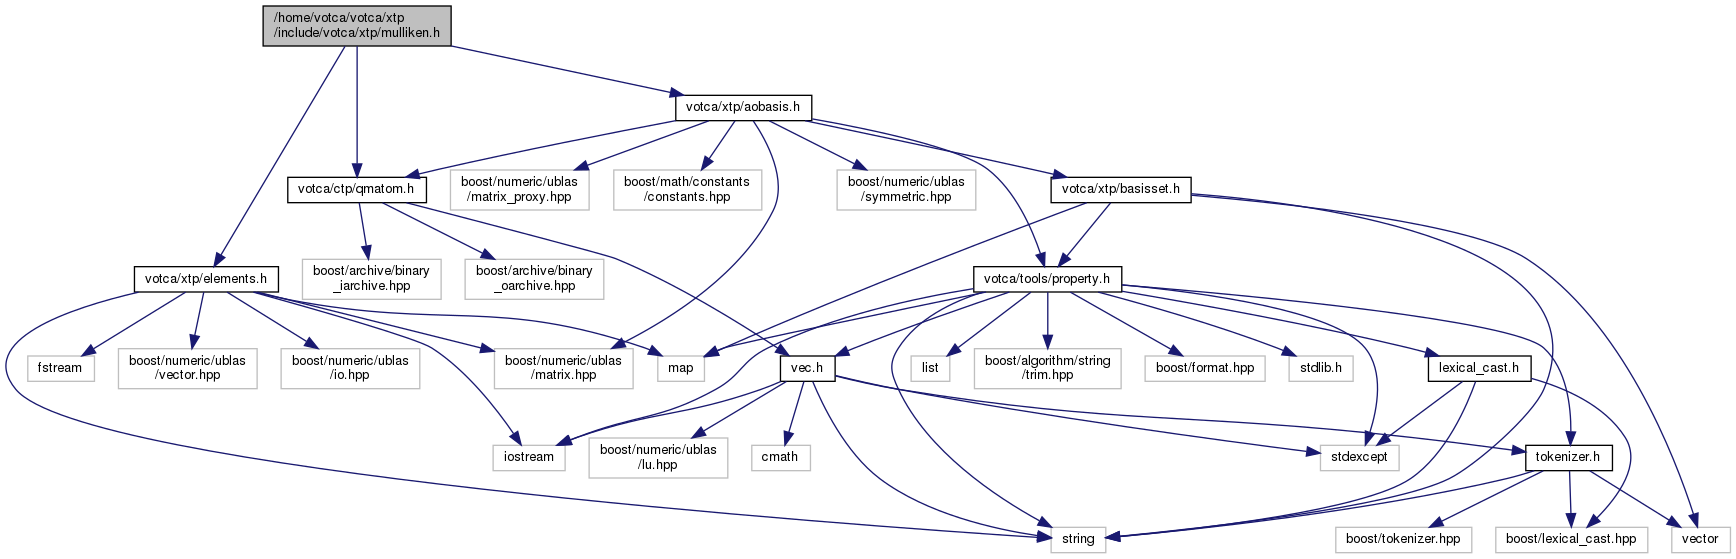 /home/votca/votca/xtp
/include/votca/xtp/mulliken.h
votca/xtp/aobasis.h
votca/ctp/qmatom.h
boost/numeric/ublas
/matrix_proxy.hpp
boost/math/constants
/constants.hpp
boost/numeric/ublas
/symmetric.hpp
votca/xtp/basisset.h
votca/xtp/elements.h
boost/archive/binary
_iarchive.hpp
boost/archive/binary
_oarchive.hpp
votca/tools/property.h
fstream
boost/numeric/ublas
/vector.hpp
boost/numeric/ublas
/io.hpp
boost/numeric/ublas
/matrix.hpp
map
vec.h
list
boost/algorithm/string
/trim.hpp
boost/format.hpp
stdlib.h
lexical_cast.h
iostream
boost/numeric/ublas
/lu.hpp
cmath
stdexcept
tokenizer.h
string
boost/tokenizer.hpp
boost/lexical_cast.hpp
vector